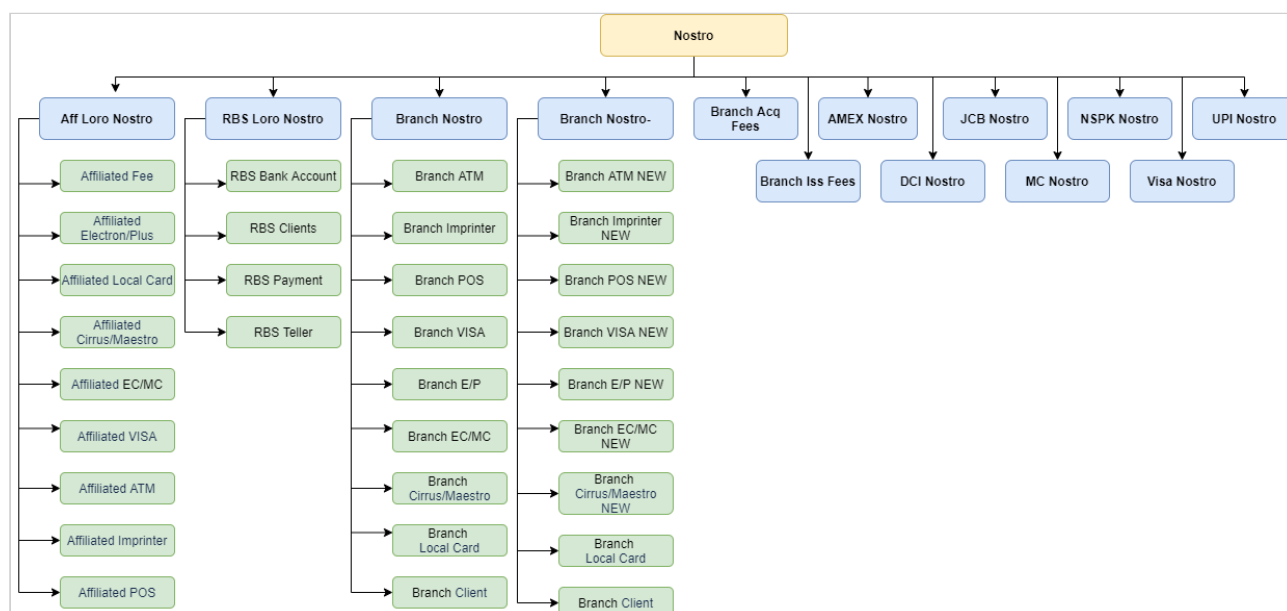 Nostro
Aff Loro Nostro
RBS Loro Nostro
Branch Nostro
Branch Nostro-
Branch Acq
Fees
AMEX Nostro
JCB Nostro
NSPK Nostro
UPI Nostro
Branch Iss Fees
DCI Nostro
MC Nostro
Visa Nostro
Affiliated Fee
Affiliated
Electron/Plus
Affiliated Local Card
Affiliated
Cirrus/Maestro
Affiliated EC/MC
Affiliated VISA
Affiliated ATM
Affiliated Imprinter
Affiliated POS
RBS Bank Account
RBS Clients
RBS Payment
RBS Teller
Branch ATM
Branch Imprinter
Branch POS
Branch VISA
Branch E/P
Branch EC/MC
Branch
Cirrus/Maestro
Branch
Local Card
Branch Client
Branch ATM NEW
Branch Imprinter
NEW
Branch POS NEW
Branch VISA NEW
Branch E/P NEW
Branch EC/MC
NEW
Branch
Cirrus/Maestro
NEW
Branch
Local Card
Branch Client